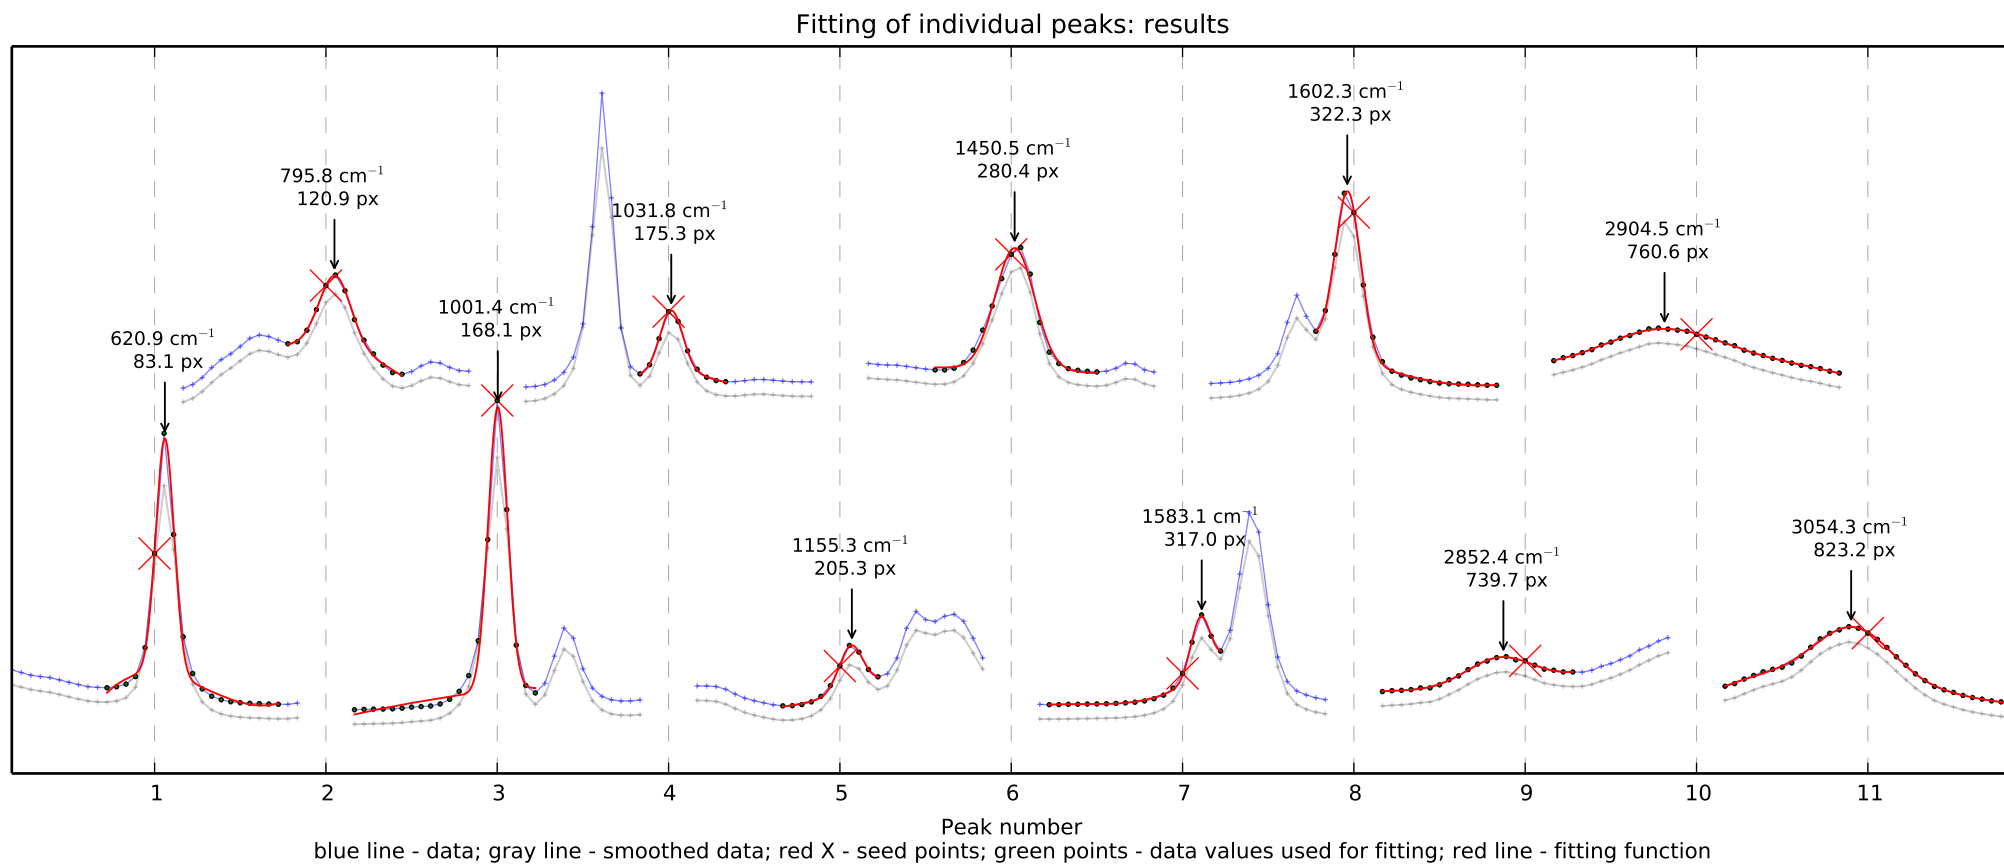 Fitting of individual peaks: results
620.9 cm⁻¹
83.1 px
795.8 cm⁻¹
120.9 px
1001.4 cm⁻¹
168.1 px
1031.8 cm⁻¹
175.3 px
1155.3 cm⁻¹
205.3 px
1450.5 cm⁻¹
280.4 px
1583.1 cm⁻¹
317.0 px
1602.3 cm⁻¹
322.3 px
2852.4 cm⁻¹
739.7 px
2904.5 cm⁻¹
760.6 px
3054.3 cm⁻¹
823.2 px
1 2 3 4 5 6 7 8 9 10 11
Peak number
blue line - data; gray line - smoothed data; red X - seed points; green points - data values used for fitting; red line - fitting function